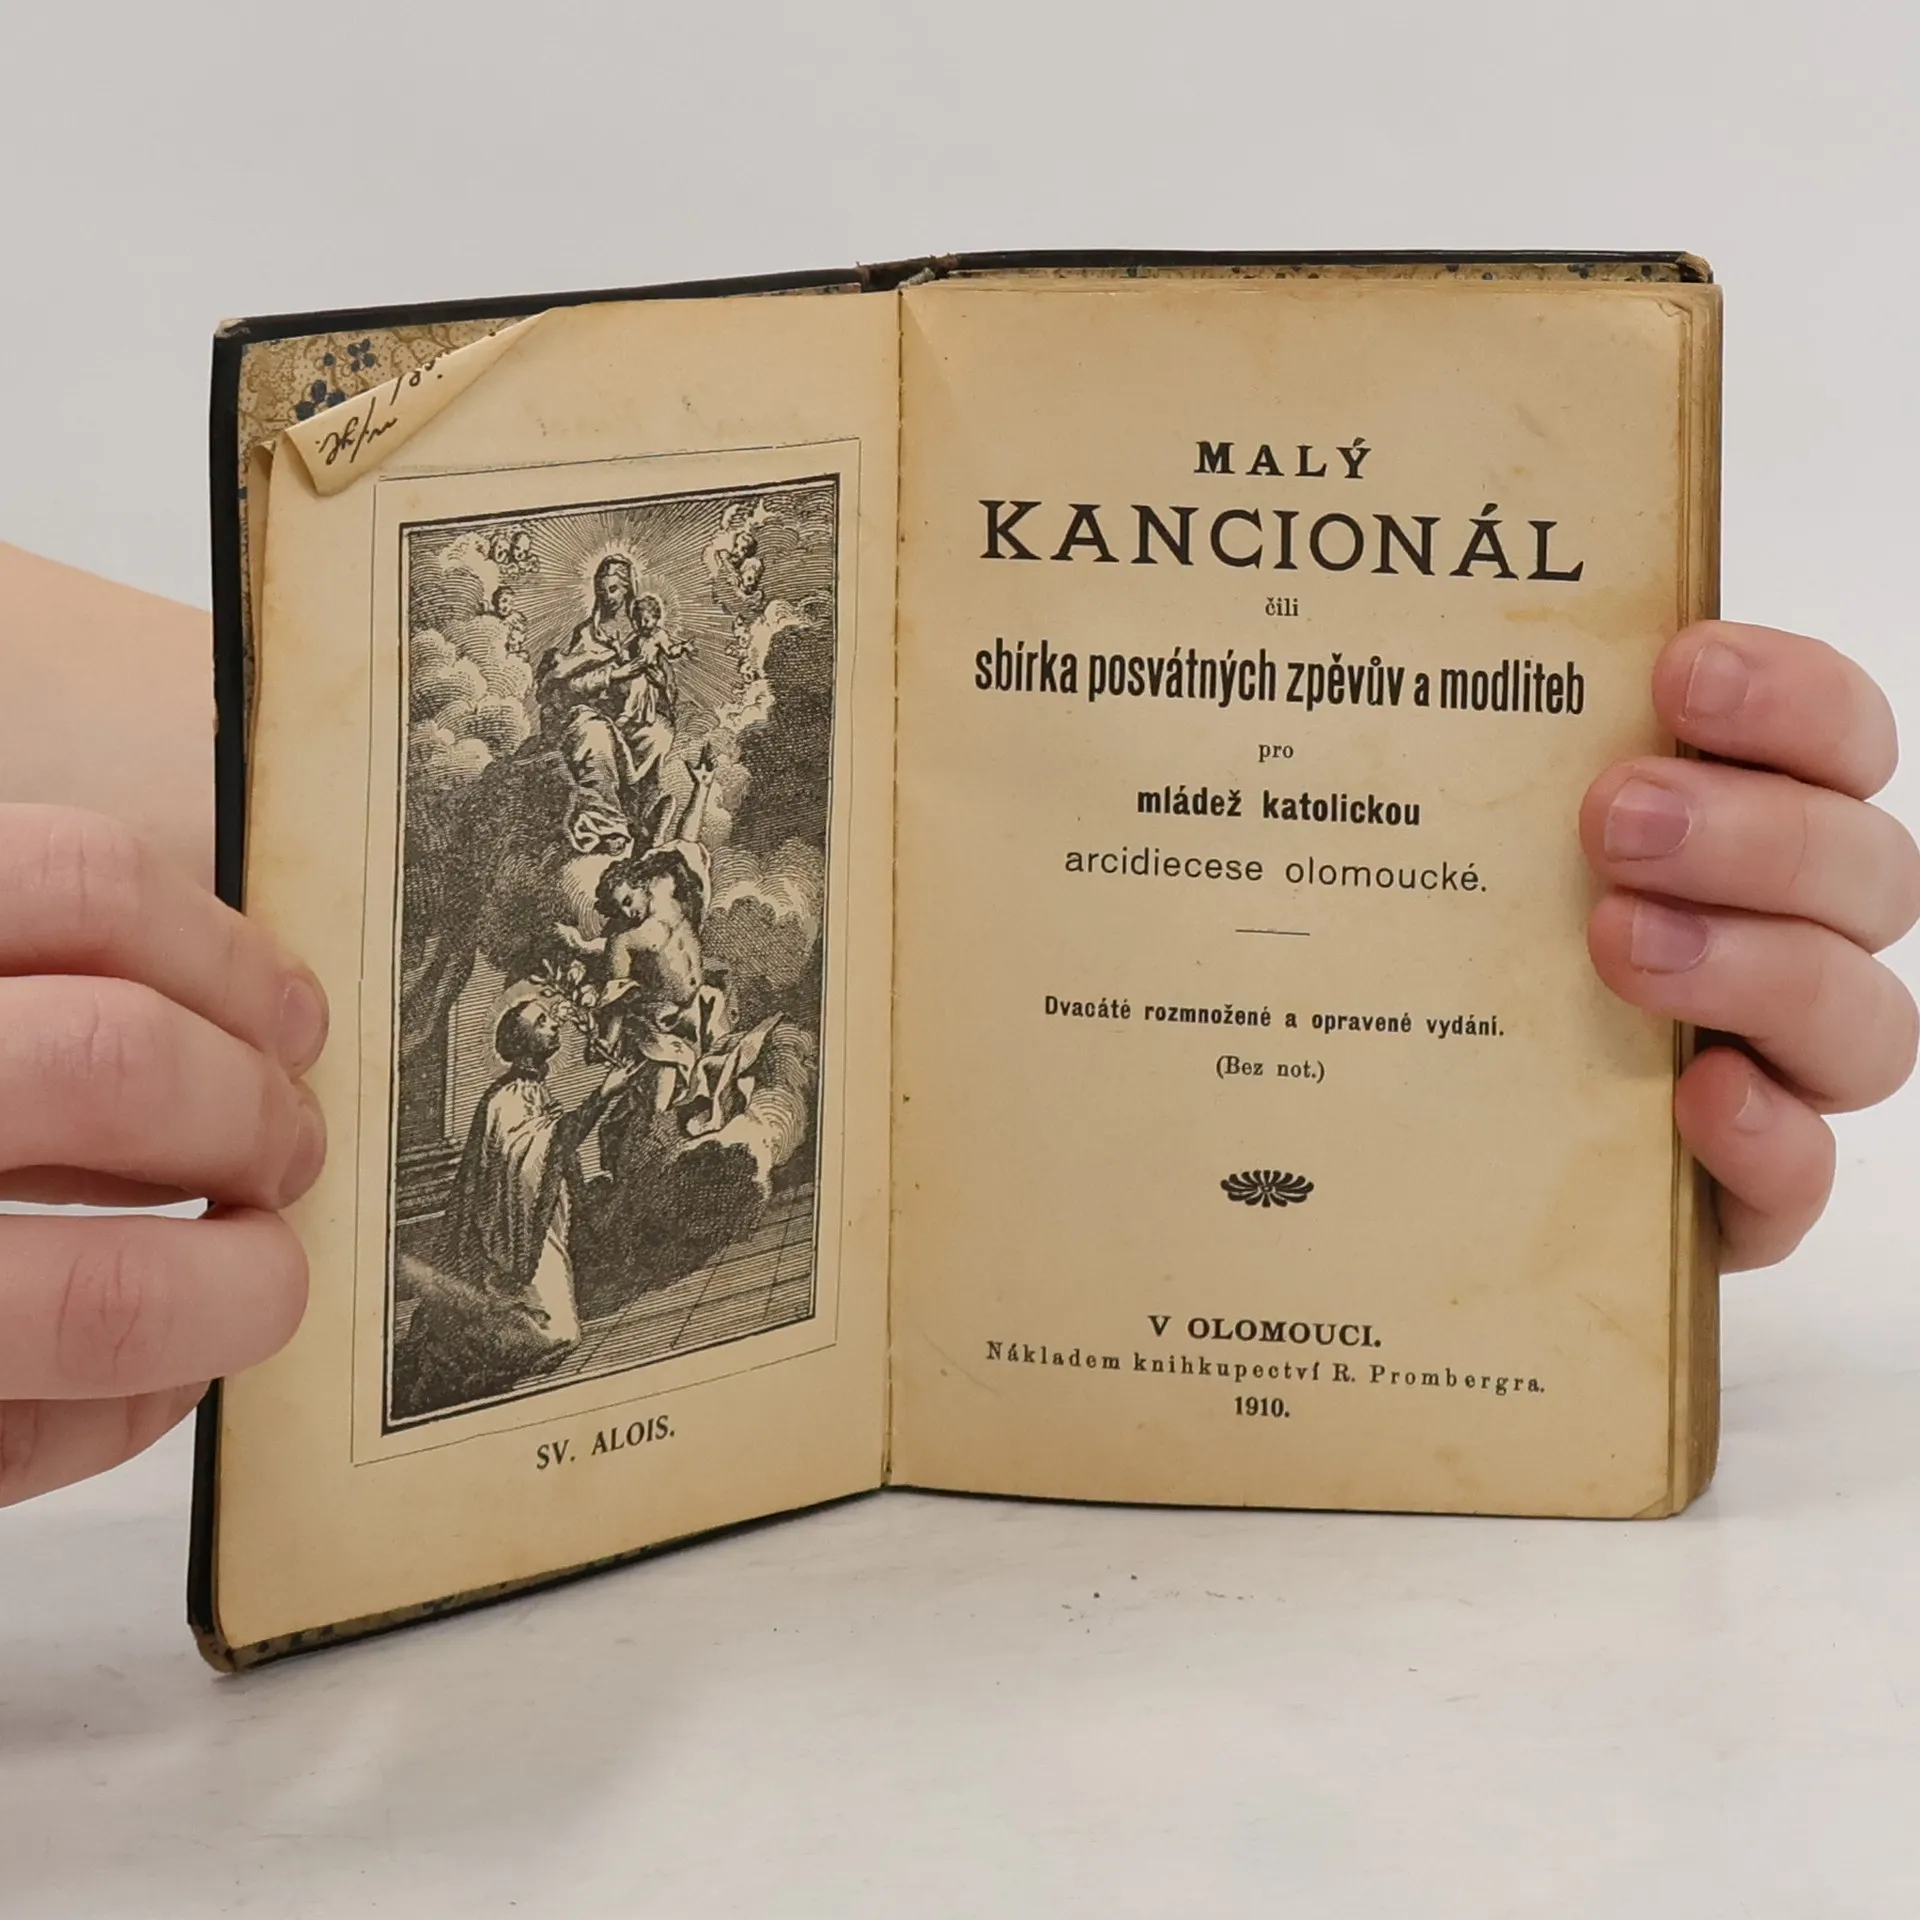 SV. ALOIS.
MALÝ
KANCIONÁL
čili
sbírka posvátných zpěvův a modliteb
pro
mládež katolickou
arcidiecese olomoucké.
Dvacáté rozmnožené a opravené vydání.
(Bez not.)
V OLOMOUCI.
Nákladem knihkupectví R. Prombergra.
1910.